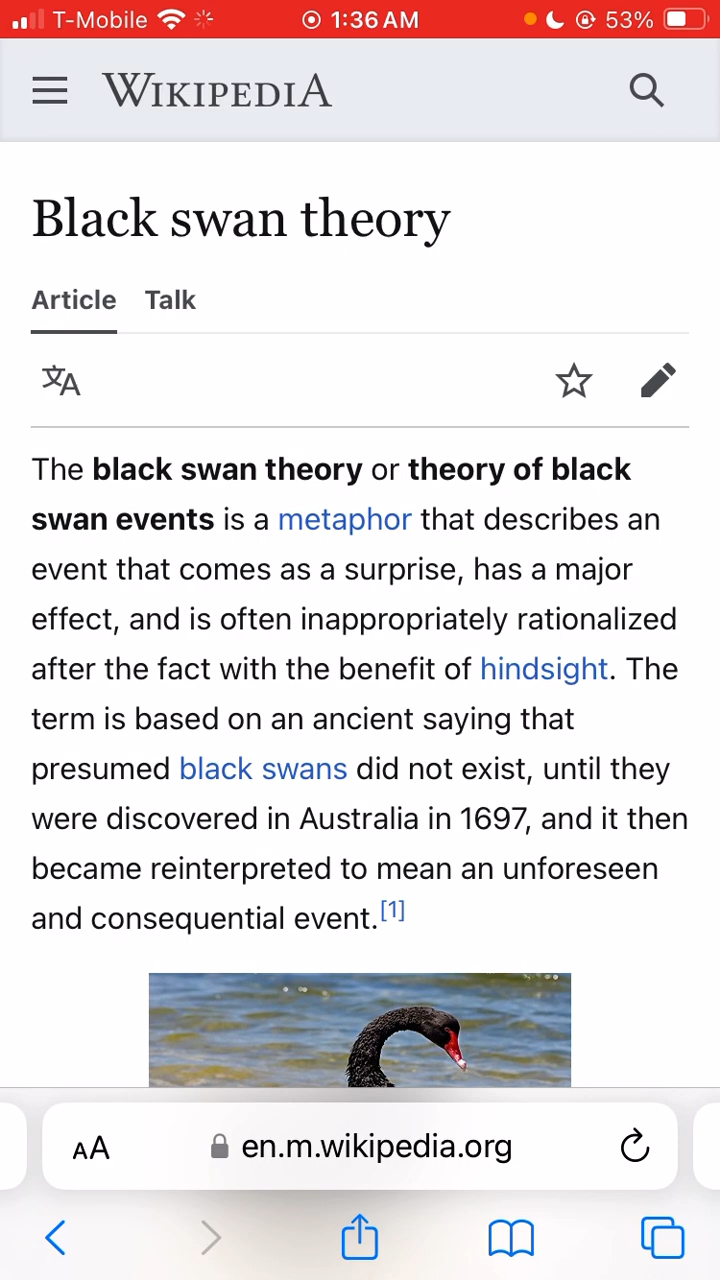 T-Mobile 1:36 AM 53%
WIKIPEDIA
Black swan theory
Article Talk
文A
The black swan theory or theory of black
swan events is a metaphor that describes an
event that comes as a surprise, has a major
effect, and is often inappropriately rationalized
after the fact with the benefit of hindsight. The
term is based on an ancient saying that
presumed black swans did not exist, until they
were discovered in Australia in 1697, and it then
became reinterpreted to mean an unforeseen
and consequential event.[1]
AA en.m.wikipedia.org